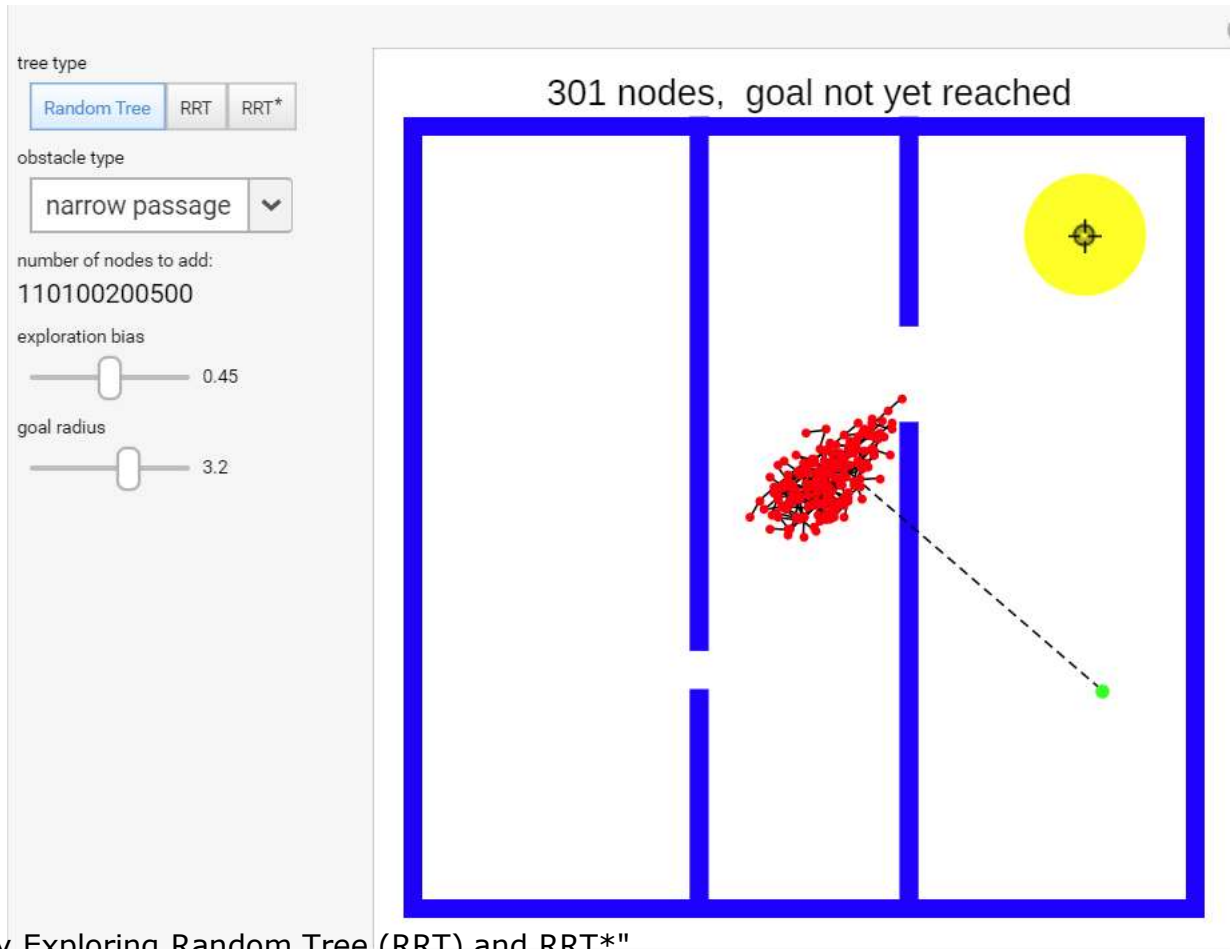 tree type
Random Tree RRT RRT*
obstacle type
narrow passage
number of nodes to add:
110100200500
exploration bias
0.45
goal radius
3.2
301 nodes, goal not yet reached
Exploring Random Tree (RRT) and RRT*"